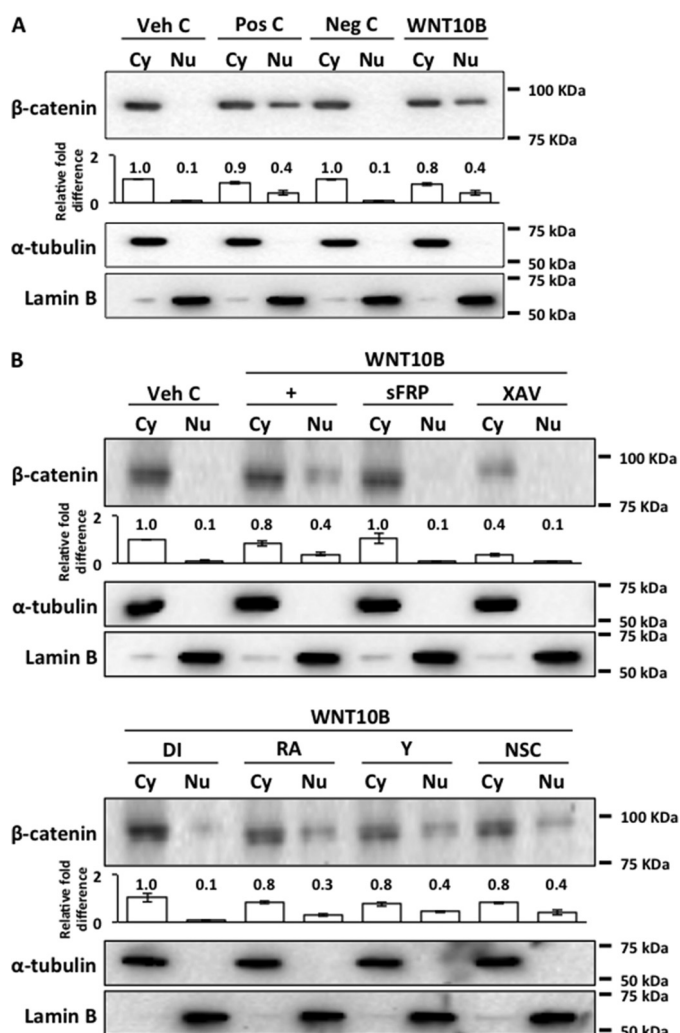 A
Veh C Pos C Neg C WNT10B
Cy Nu Cy Nu Cy Nu Cy Nu
β-catenin
100 KDa
75 KDa
Relative fold difference
2
0
1.0 0.1 0.9 0.4 1.0 0.1 0.8 0.4
α-tubulin
75 kDa
50 kDa
Lamin B
75 kDa
50 kDa
B
WNT10B
Veh C + sFRP XAV
Cy Nu Cy Nu Cy Nu Cy Nu
β-catenin
100 KDa
75 KDa
Relative fold difference
2
0
1.0 0.1 0.8 0.4 1.0 0.1 0.4 0.1
α-tubulin
75 kDa
50 kDa
Lamin B
75 kDa
50 kDa
WNT10B
DI RA Y NSC
Cy Nu Cy Nu Cy Nu Cy Nu
β-catenin
100 KDa
75 KDa
Relative fold difference
2
0
1.0 0.1 0.8 0.3 0.8 0.4 0.8 0.4
α-tubulin
75 kDa
50 kDa
Lamin B
75 kDa
50 kDa